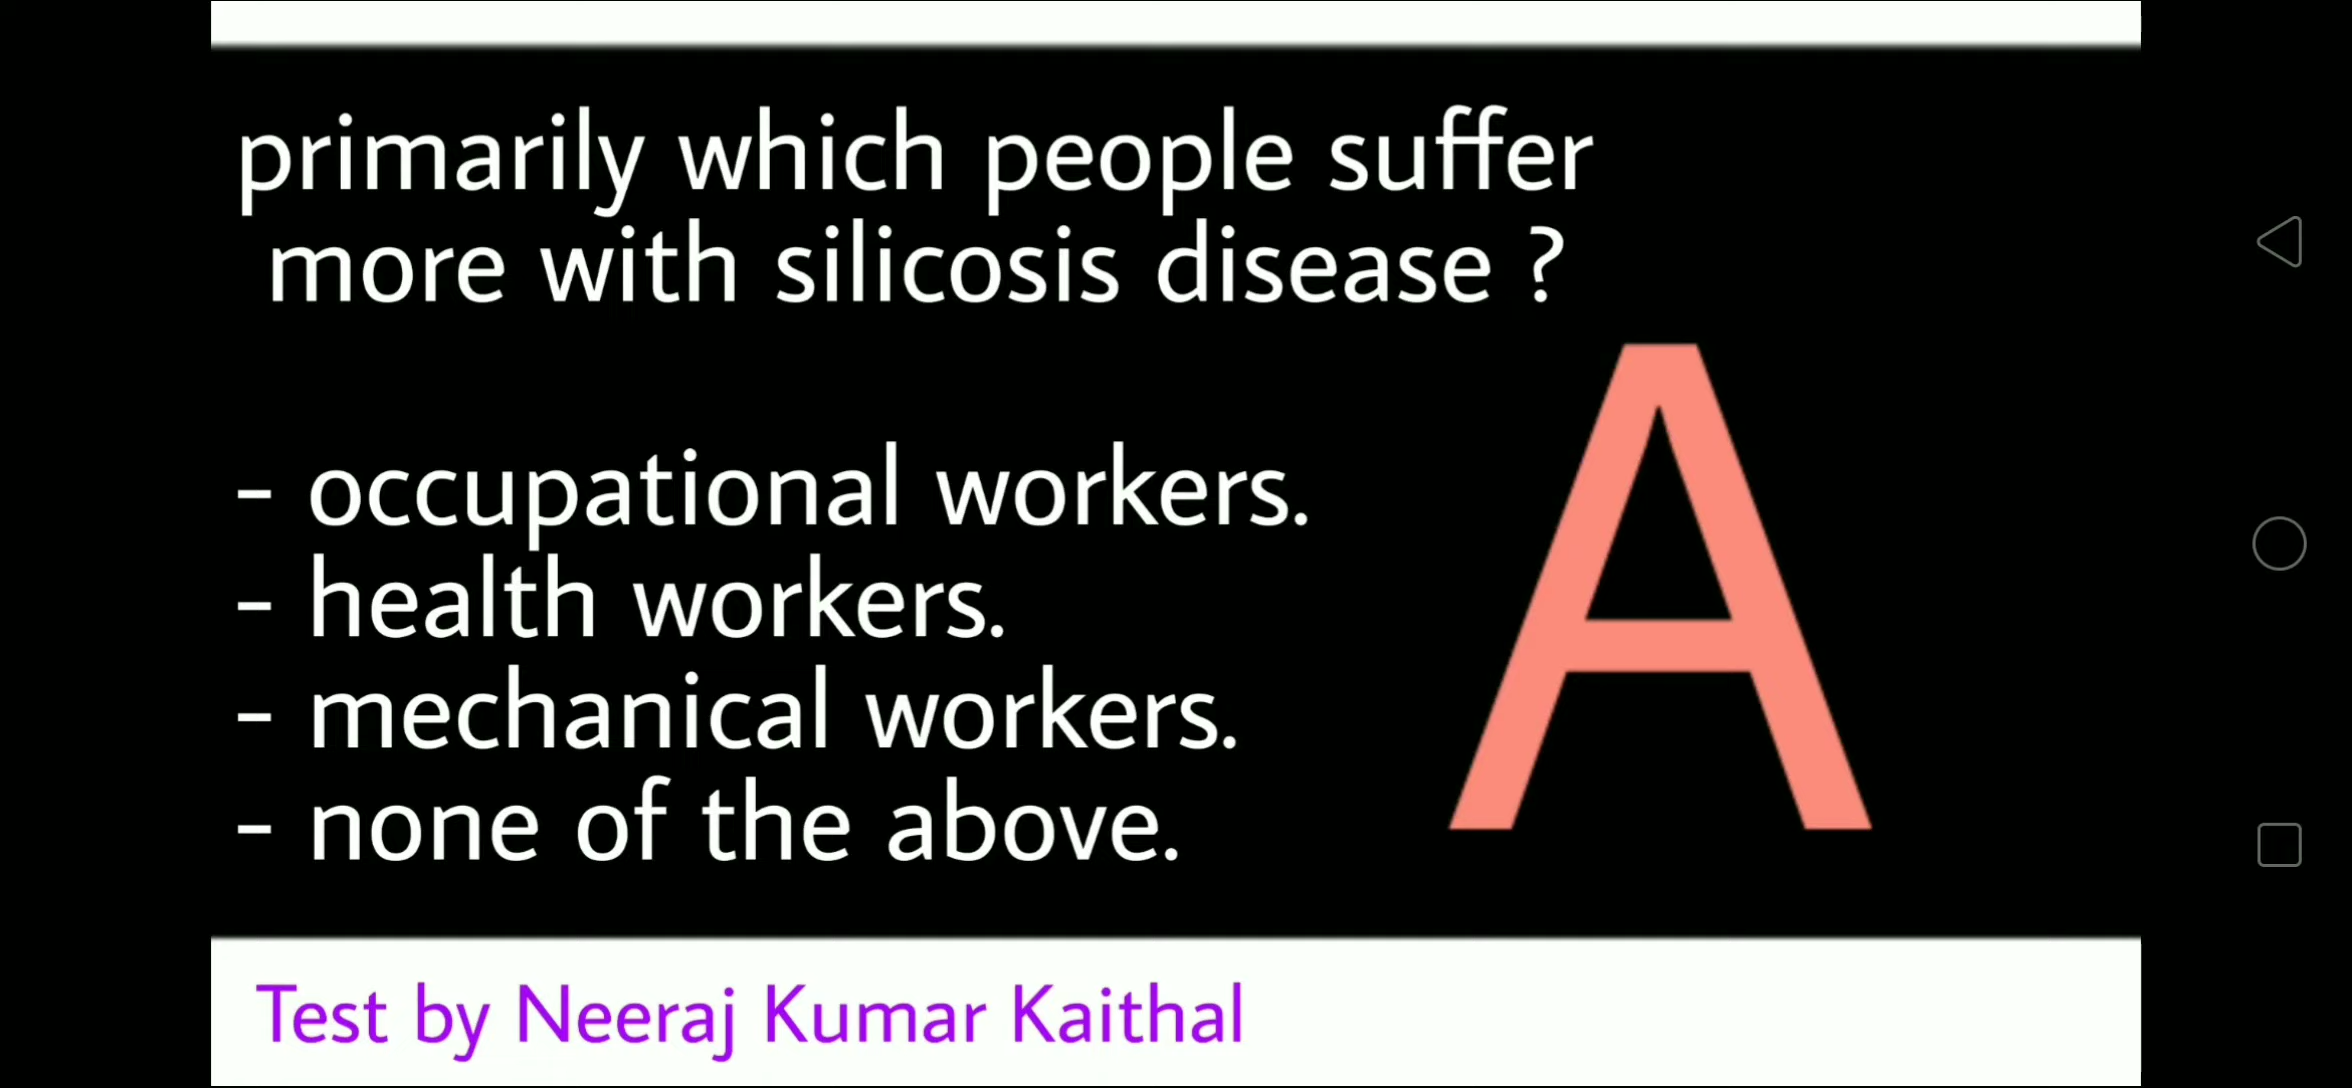 primarily which people suffer
more with silicosis disease ?
- occupational workers.
- health workers.
- mechanical workers.
- none of the above.
A
Test by Neeraj Kumar Kaithal